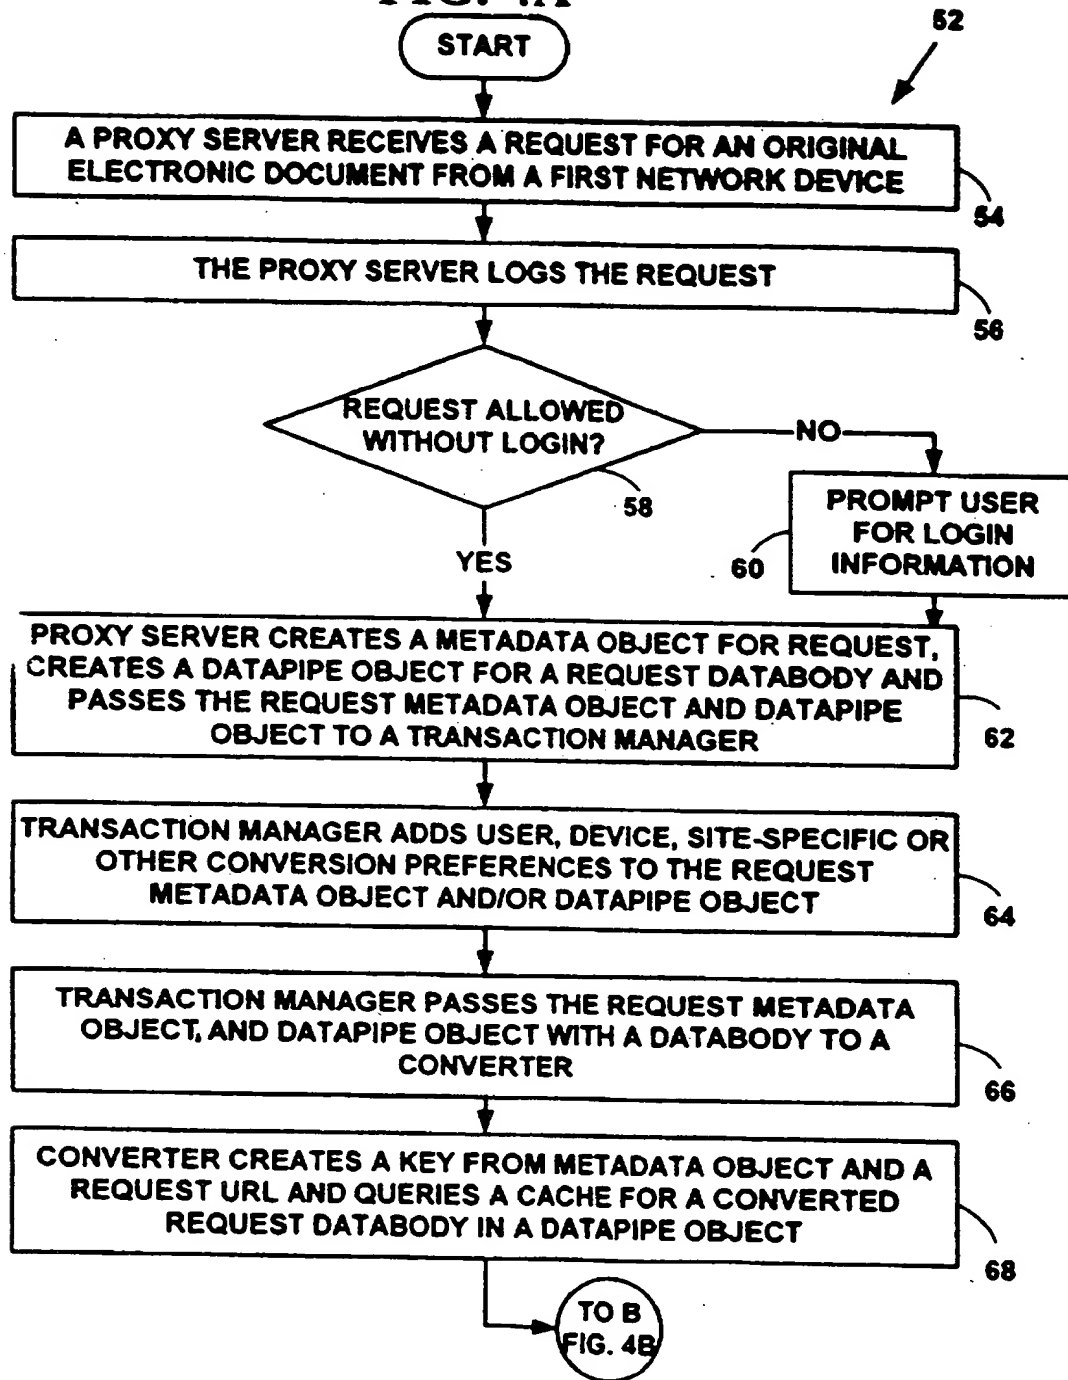 FIG. 4A
52
START
A PROXY SERVER RECEIVES A REQUEST FOR AN ORIGINAL
ELECTRONIC DOCUMENT FROM A FIRST NETWORK DEVICE
54
THE PROXY SERVER LOGS THE REQUEST
56
REQUEST ALLOWED
WITHOUT LOGIN?
58
NO
YES
PROMPT USER
FOR LOGIN
INFORMATION
60
PROXY SERVER CREATES A METADATA OBJECT FOR REQUEST,
CREATES A DATAPIPE OBJECT FOR A REQUEST DATABODY AND
PASSES THE REQUEST METADATA OBJECT AND DATAPIPE
OBJECT TO A TRANSACTION MANAGER
62
TRANSACTION MANAGER ADDS USER, DEVICE, SITE-SPECIFIC OR
OTHER CONVERSION PREFERENCES TO THE REQUEST
METADATA OBJECT AND/OR DATAPIPE OBJECT
64
TRANSACTION MANAGER PASSES THE REQUEST METADATA
OBJECT, AND DATAPIPE OBJECT WITH A DATABODY TO A
CONVERTER
66
CONVERTER CREATES A KEY FROM METADATA OBJECT AND A
REQUEST URL AND QUERIES A CACHE FOR A CONVERTED
REQUEST DATABODY IN A DATAPIPE OBJECT
68
TO B
FIG. 4B